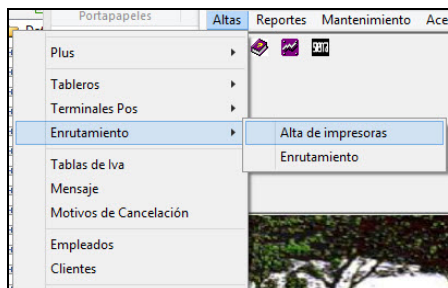 Portapapeles
Altas Reportes Mantenimiento
Plus
Tableros
Terminales Pos
Enrutamiento
Alta de impresoras
Enrutamiento
Tablas de Iva
Mensaje
Motivos de Cancelación
Empleados
Clientes